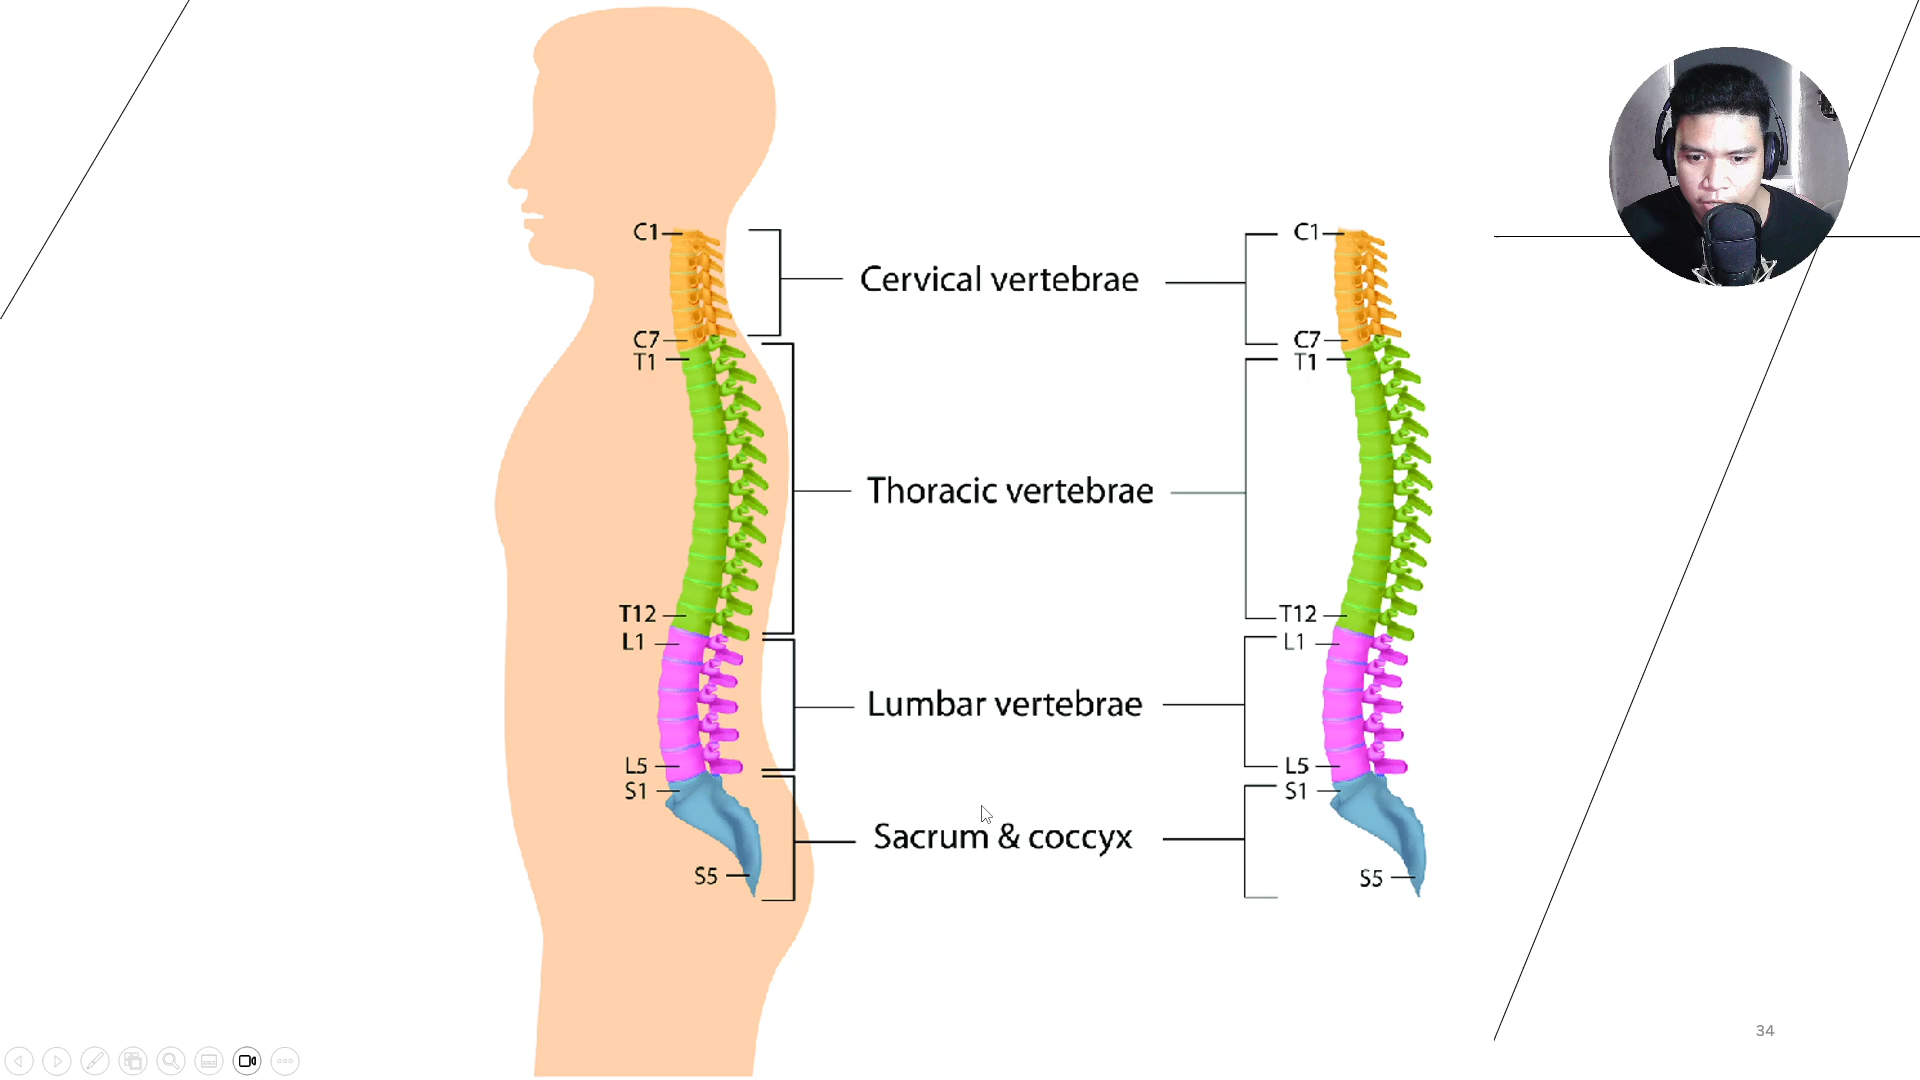 C1
C1
Cervical vertebrae
C7
C7
T1
T1
Thoracic vertebrae
T12
T12
L1
L1
Lumbar vertebrae
L5
L5
S1
S1
Sacrum & coccyx
S5
S5
34